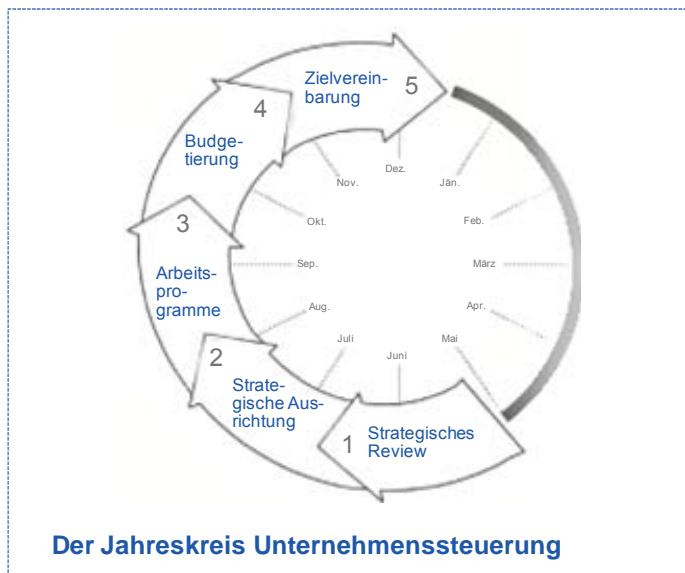 Zielverein-
barung
5
4
Budge-
tierung
3
Arbeits-
pro-
gramme
2
Strate-
gische Aus-
richtung
1
Strategisches
Review
Dez.
Jän.
Feb.
März
Apr.
Mai
Juni
Juli
Aug.
Sep.
Okt.
Nov.
Der Jahreskreis Unternehmenssteuerung